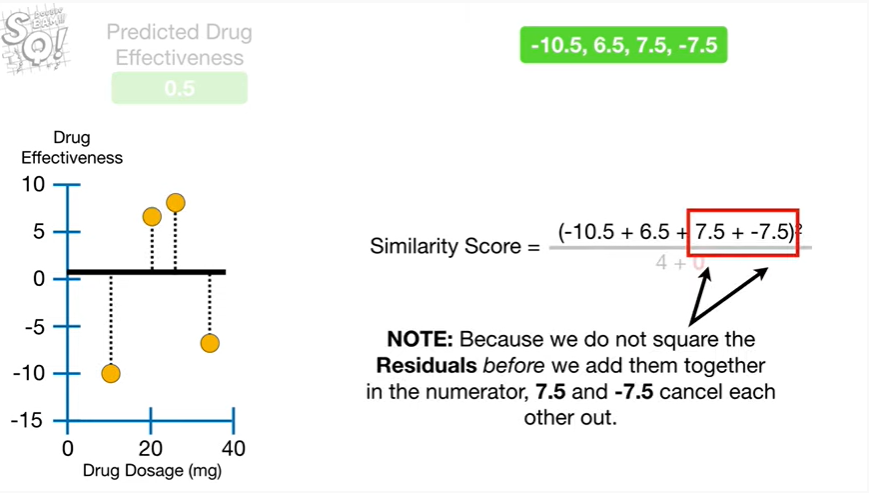 SQ!
Predicted Drug
Effectiveness
0.5
-10.5, 6.5, 7.5, -7.5
Drug
Effectiveness
10
5
0
-5
-10
-15
0 20 40
Drug Dosage (mg)
Similarity Score =
(-10.5 + 6.5 + 7.5 + -7.5)²
4 + 0
NOTE: Because we do not square the
Residuals before we add them together
in the numerator, 7.5 and -7.5 cancel each
other out.